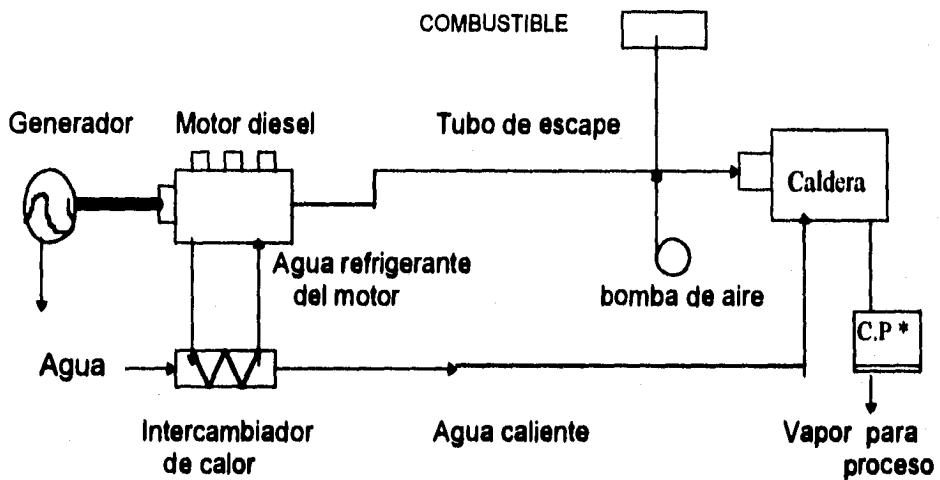 COMBUSTIBLE
Generador
Motor diesel
Tubo de escape
Caldera
Agua refrigerante
del motor
bomba de aire
C.P *
Agua
Intercambiador
de calor
Agua caliente
Vapor para
proceso